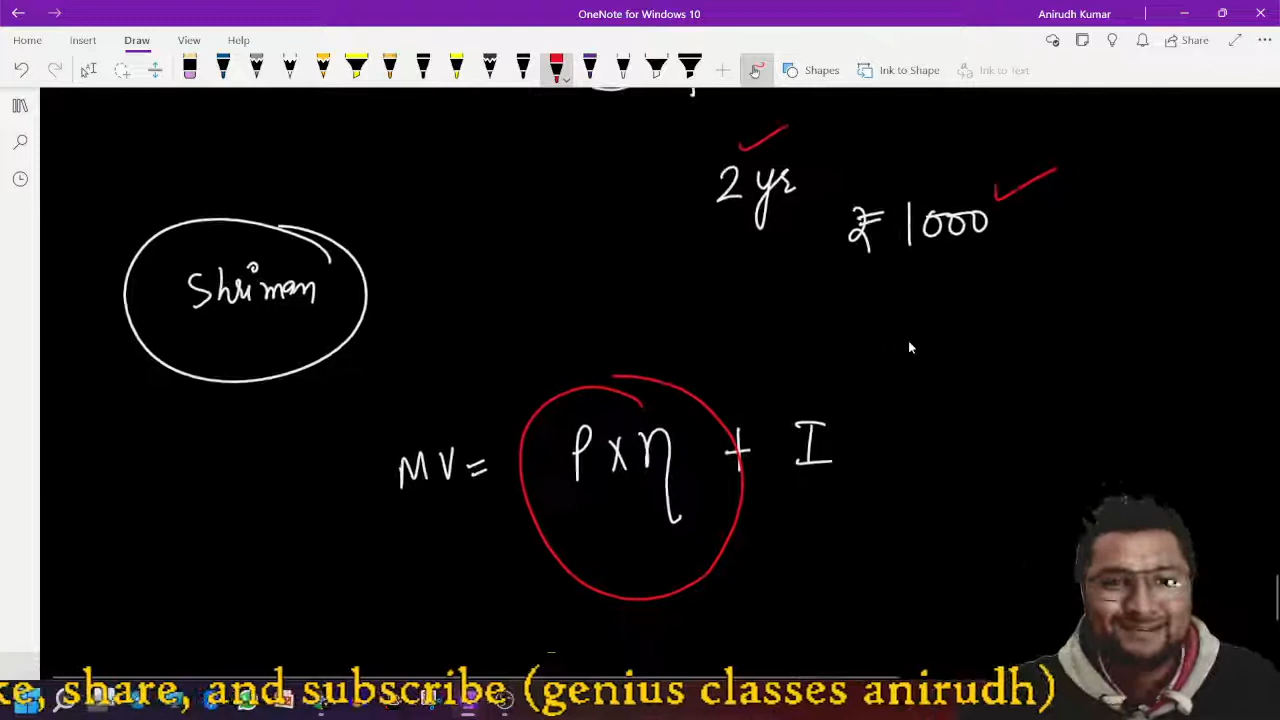 OneNote for Windows 10
Anirudh Kumar
Home Insert Draw View Help
Share
Shapes Ink to Shape Ink to Text
2 yr
₹ 1000
Shriman
MV = P x η + I
ke, share, and subscribe (genius classes anirudh)